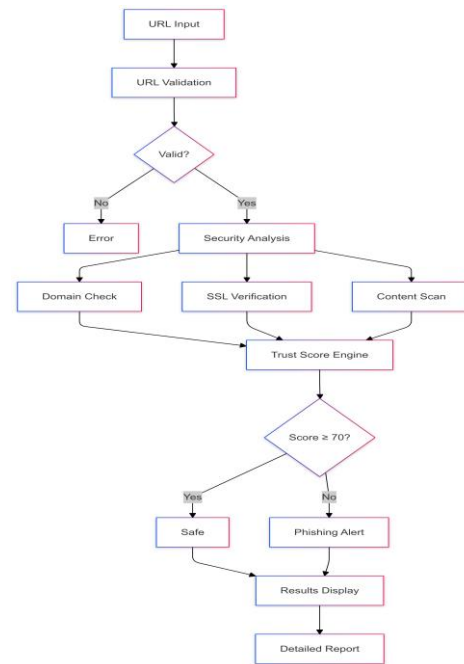 URL Input
URL Validation
Valid?
No
Yes
Error
Security Analysis
Domain Check
SSL Verification
Content Scan
Trust Score Engine
Score ≥ 70?
Yes
No
Safe
Phishing Alert
Results Display
Detailed Report